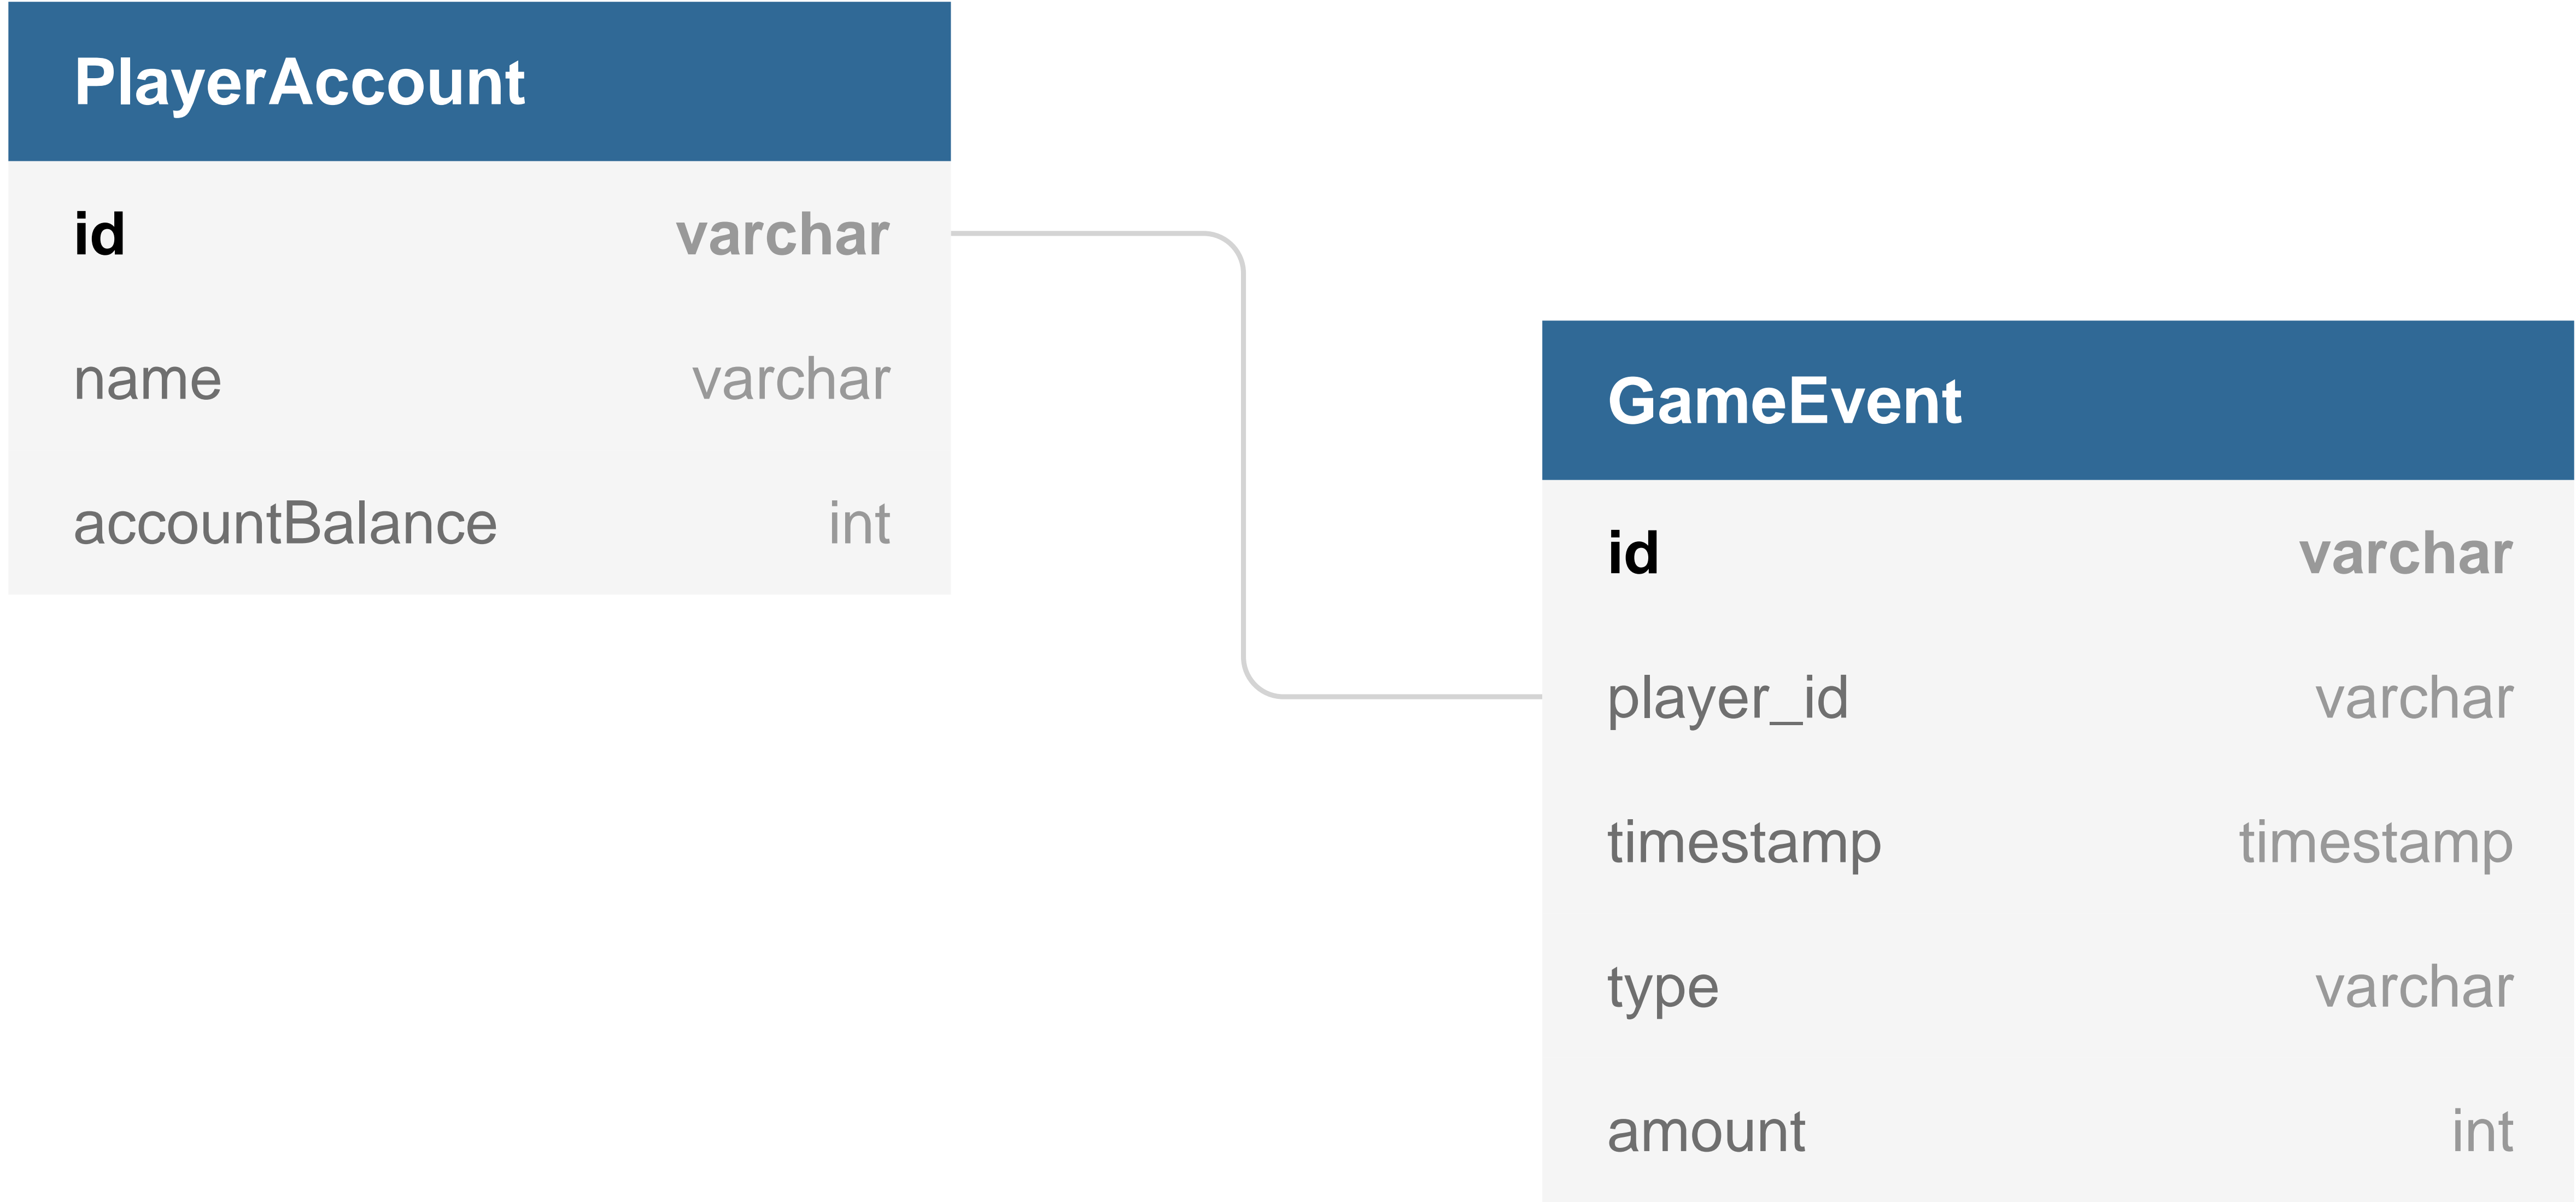 PlayerAccount
id varchar
name varchar
accountBalance int
GameEvent
id varchar
player_id varchar
timestamp timestamp
type varchar
amount int